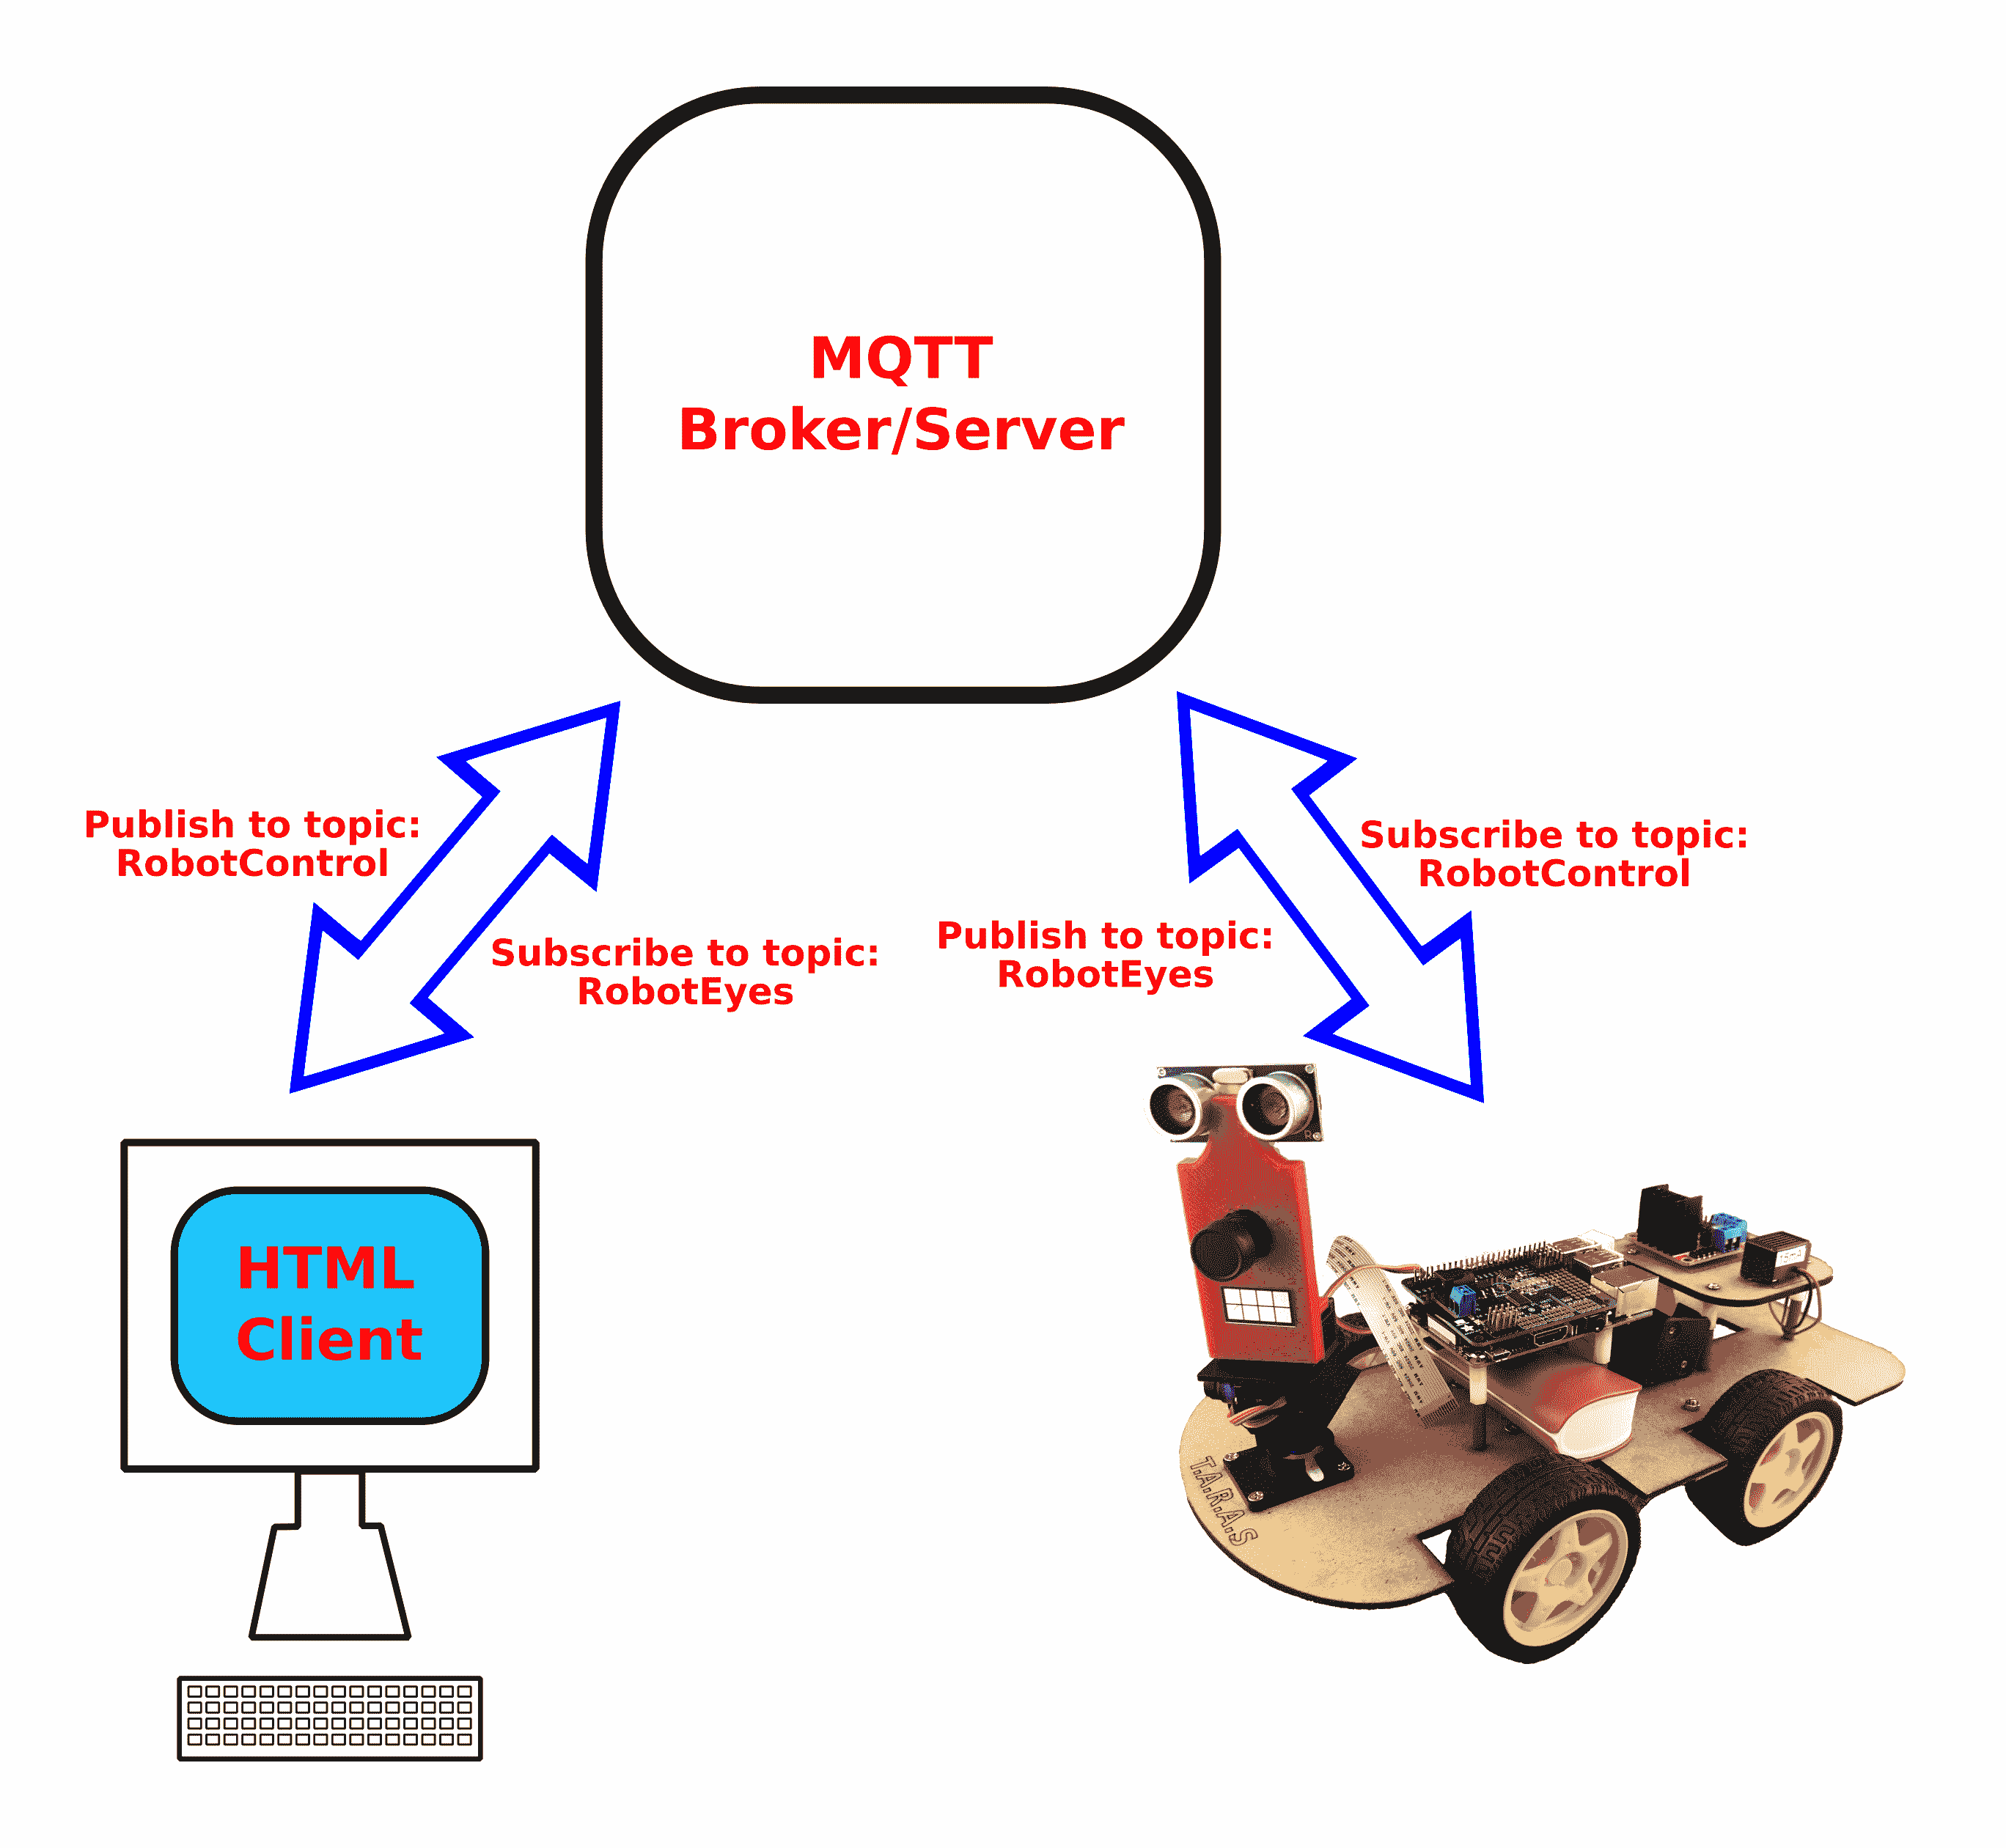 MQTT
Broker/Server
Publish to topic:
RobotControl
Subscribe to topic:
RobotControl
Publish to topic:
RobotEyes
Subscribe to topic:
RobotEyes
HTML
Client
T.A.R.A.S